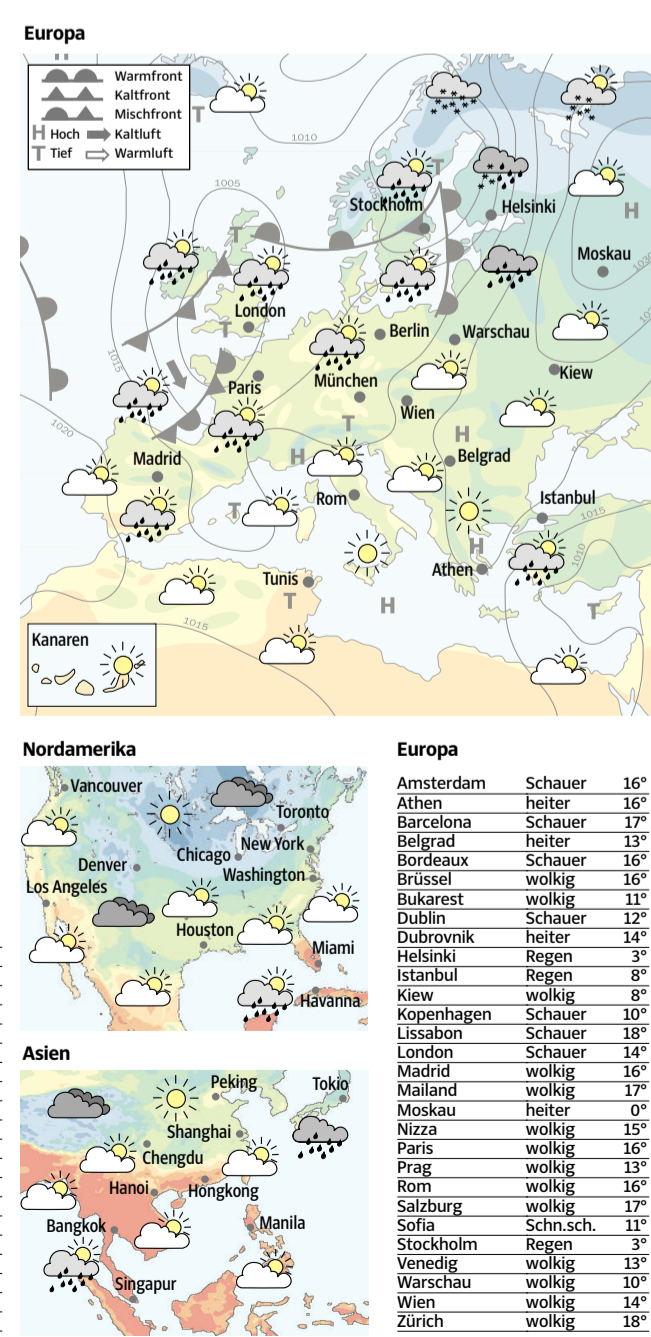 Europa
H
Warmfront
Kaltfront
Mischfront
H Hoch Kaltluft
T Tief Warmluft
T
1010
1005
1005
T
Stockholm
Helsinki
H
T
Moskau
1030
London
T
Berlin
Warschau
1015
Paris
München
Kiew
Wien
T
1020
H
H
Madrid
Belgrad
Rom
T
Istanbul
1015
H
1010
Athen
Tunis
T
H
T
1015
Kanaren
Nordamerika
Vancouver
Toronto
New York
Chicago
Denver
Washington
Los Angeles
Houston
Miami
Havanna
Asien
Peking
Tokio
Shanghai
Chengdu
Hanoi
Hongkong
Bangkok
Manila
Singapur
Europa
Amsterdam Schauer 16°
Athen heiter 16°
Barcelona Schauer 17°
Belgrad heiter 13°
Bordeaux Schauer 16°
Brüssel wolkig 16°
Bukarest wolkig 11°
Dublin Schauer 12°
Dubrovnik heiter 14°
Helsinki Regen 3°
Istanbul Regen 8°
Kiew wolkig 8°
Kopenhagen Schauer 10°
Lissabon Schauer 18°
London Schauer 14°
Madrid wolkig 16°
Mailand wolkig 17°
Moskau heiter 0°
Nizza wolkig 15°
Paris wolkig 16°
Prag wolkig 13°
Rom wolkig 16°
Salzburg wolkig 17°
Sofia Schn.sch. 11°
Stockholm Regen 3°
Venedig wolkig 13°
Warschau wolkig 10°
Wien wolkig 14°
Zürich wolkig 18°